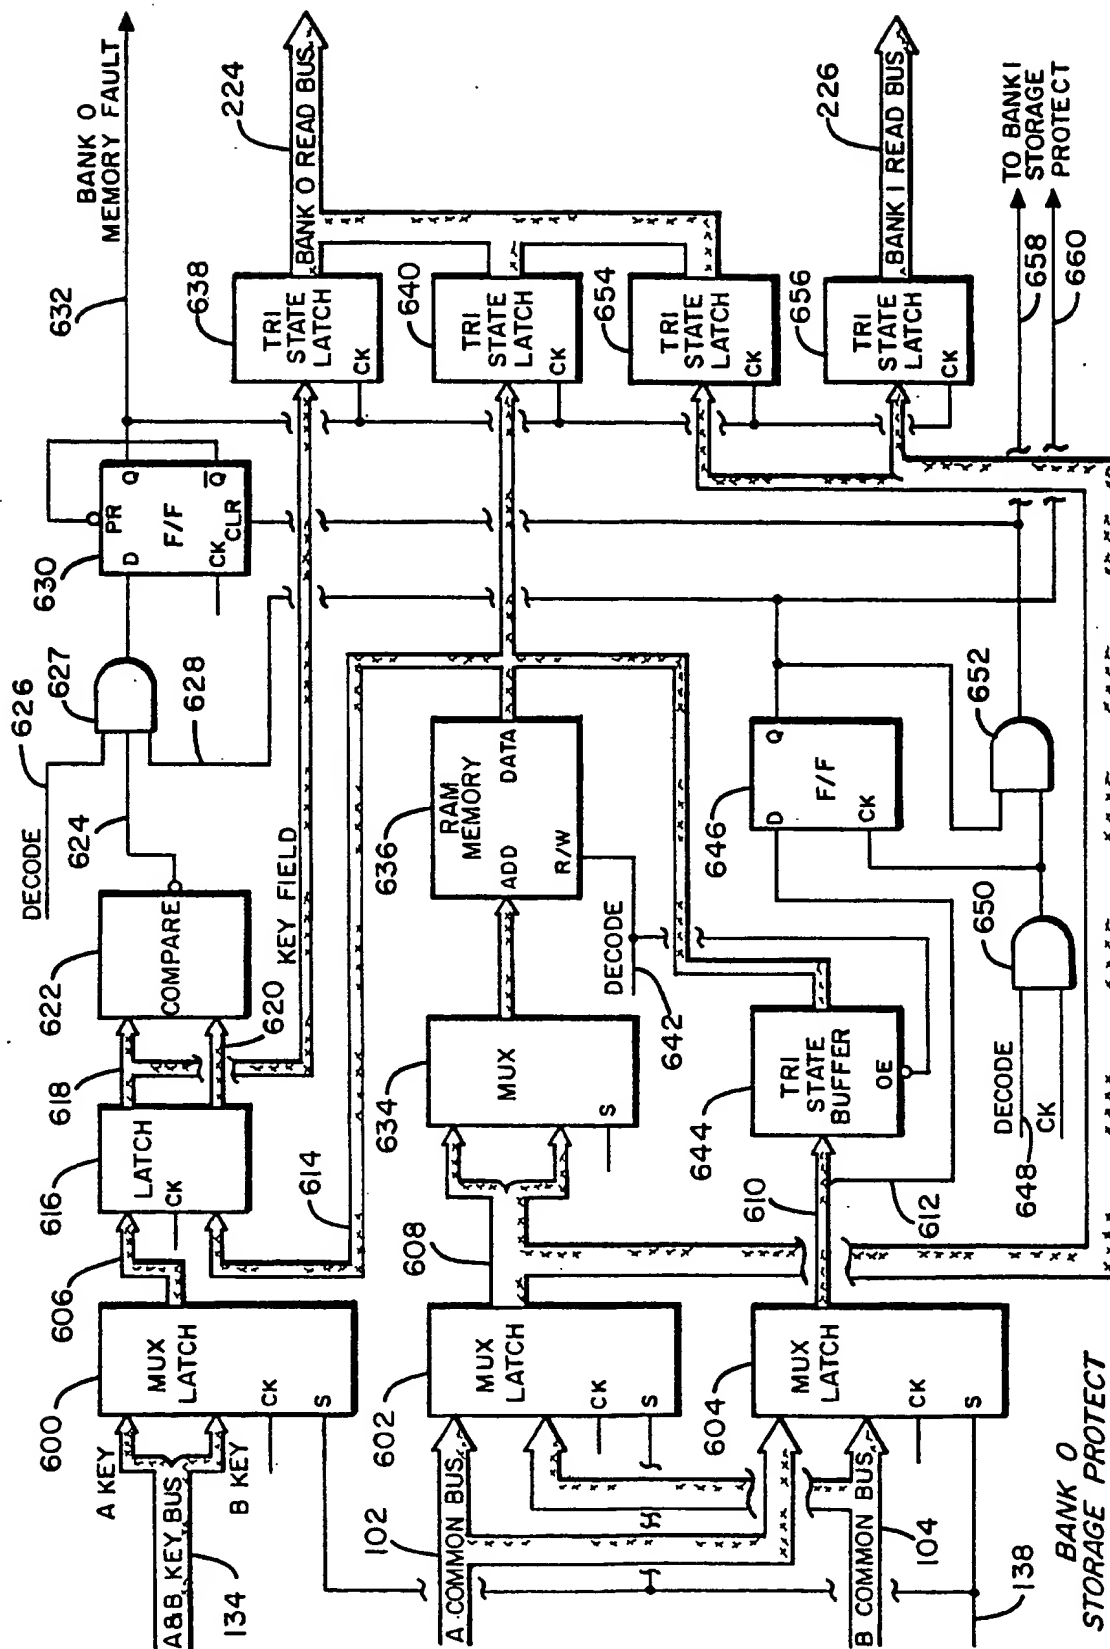 BANK 0
MEMORY FAULT
632
224
BANK 0 READ BUS
226
BANK 1 READ BUS
TO BANK 1
STORAGE
PROTECT
658
660
638
TRI
STATE
LATCH
CK
640
TRI
STATE
LATCH
CK
654
TRI
STATE
LATCH
CK
656
TRI
STATE
LATCH
CK
630
PR
D
Q
F/F
Q
CK
CLR
DECODE
626
627
628
624
622
COMPARE
620
KEY FIELD
618
616
LATCH
CK
614
606
636
RAM
MEMORY
ADD
DATA
R/W
DECODE
642
634
MUX
S
608
646
D
Q
F/F
CK
652
650
DECODE
CK
648
644
TRI
STATE
BUFFER
OE
610
612
600
MUX
LATCH
CK
S
602
MUX
LATCH
CK
S
604
MUX
LATCH
CK
S
A KEY
A&B KEY BUS
B KEY
134
102
A COMMON BUS
B COMMON BUS
104
138
BANK 0
STORAGE PROTECT